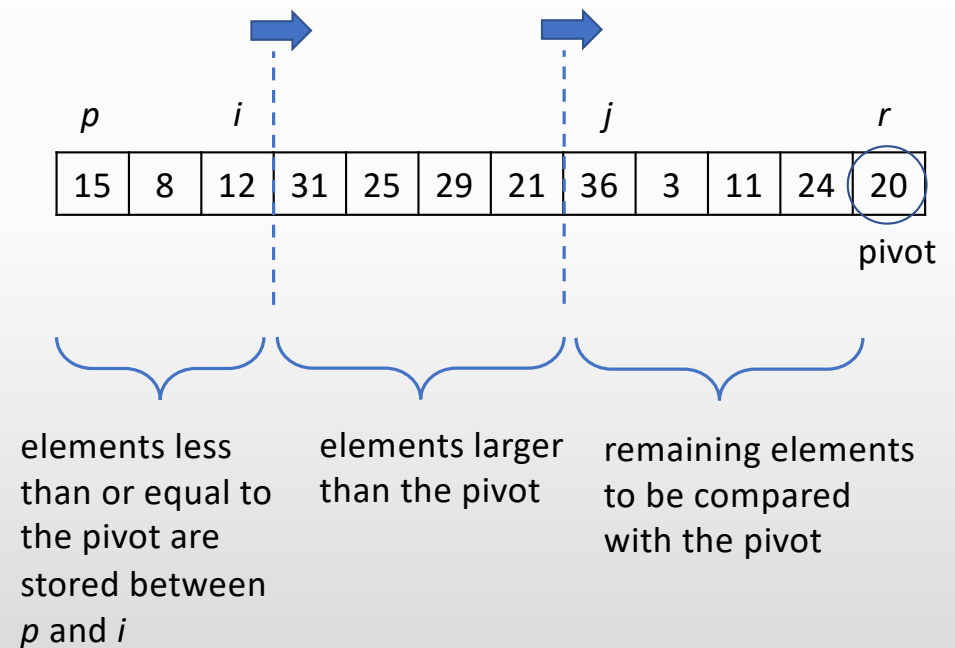 p i j r
15 8 12 31 25 29 21 36 3 11 24 20
pivot
elements less
than or equal to
the pivot are
stored between
p and i
elements larger
than the pivot
remaining elements
to be compared
with the pivot